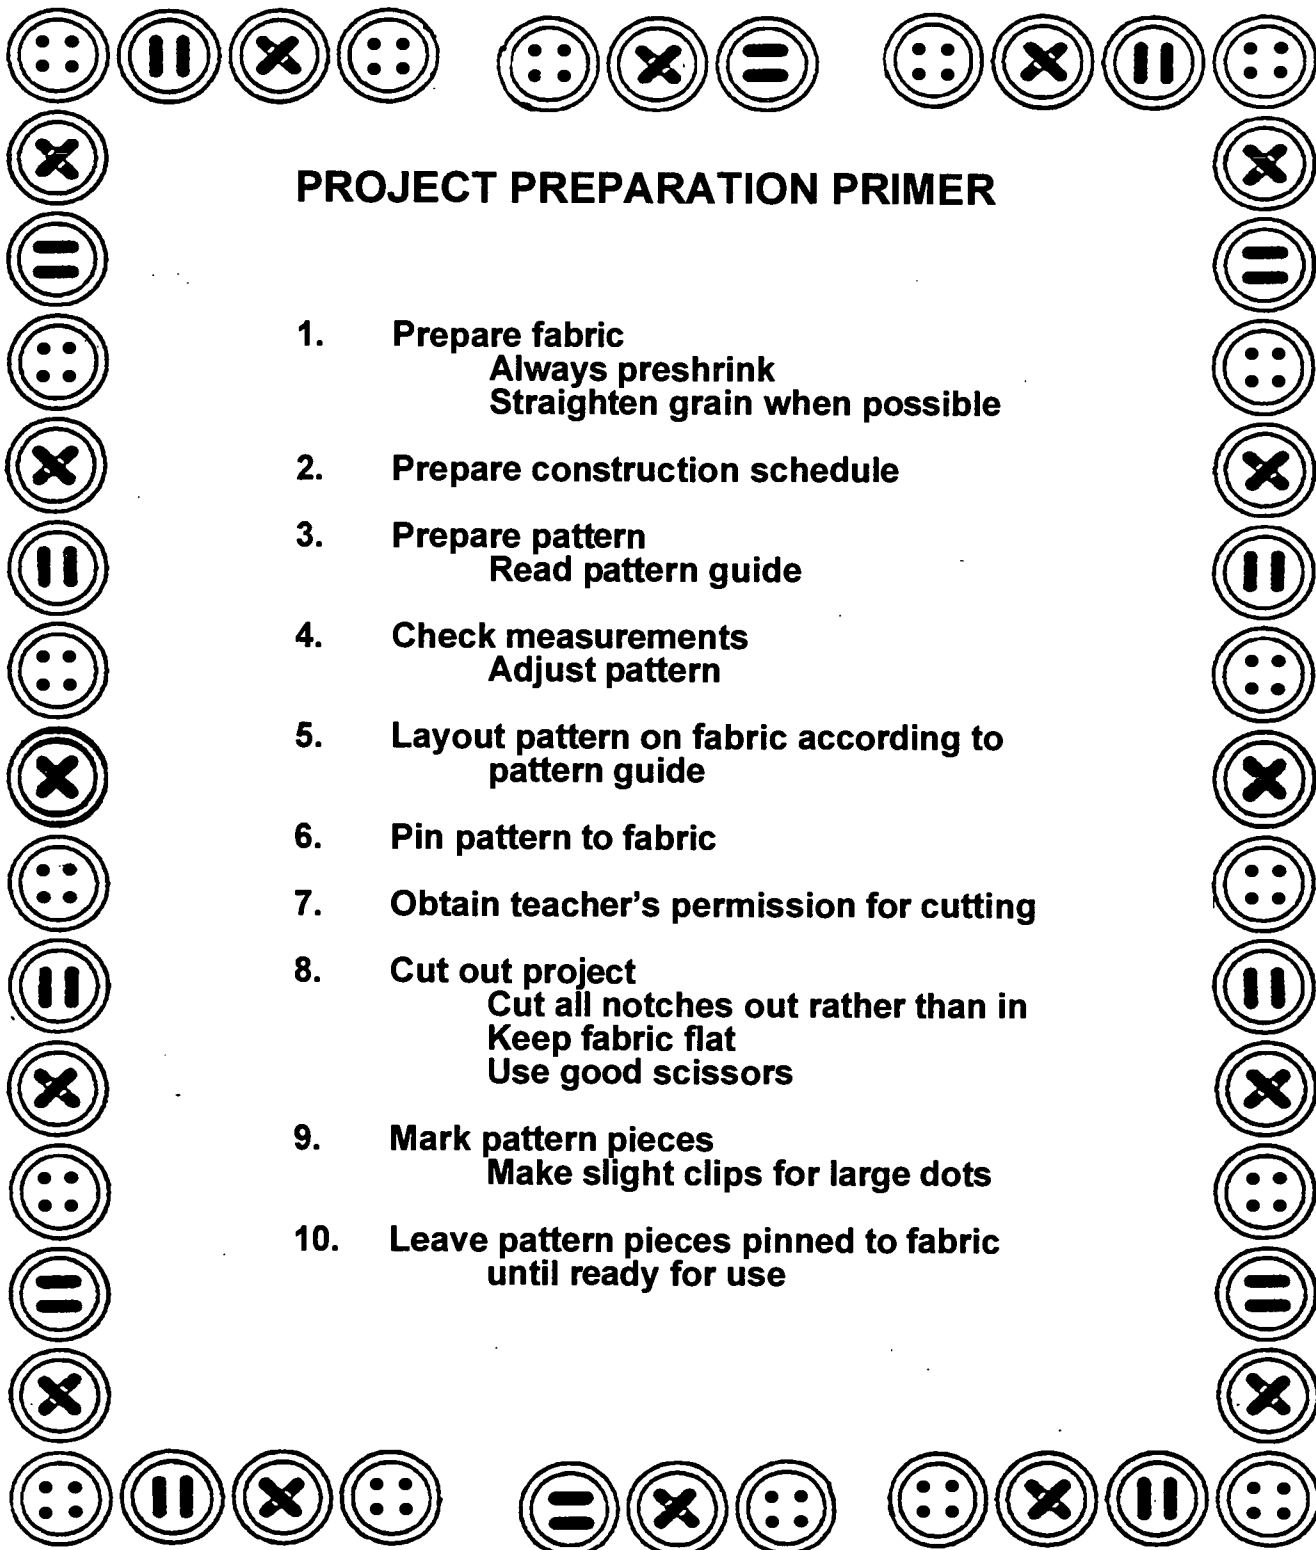 PROJECT PREPARATION PRIMER
1. Prepare fabric
Always preshrink
Straighten grain when possible
2. Prepare construction schedule
3. Prepare pattern
Read pattern guide
4. Check measurements
Adjust pattern
5. Layout pattern on fabric according to
pattern guide
6. Pin pattern to fabric
7. Obtain teacher's permission for cutting
8. Cut out project
Cut all notches out rather than in
Keep fabric flat
Use good scissors
9. Mark pattern pieces
Make slight clips for large dots
10. Leave pattern pieces pinned to fabric
until ready for use